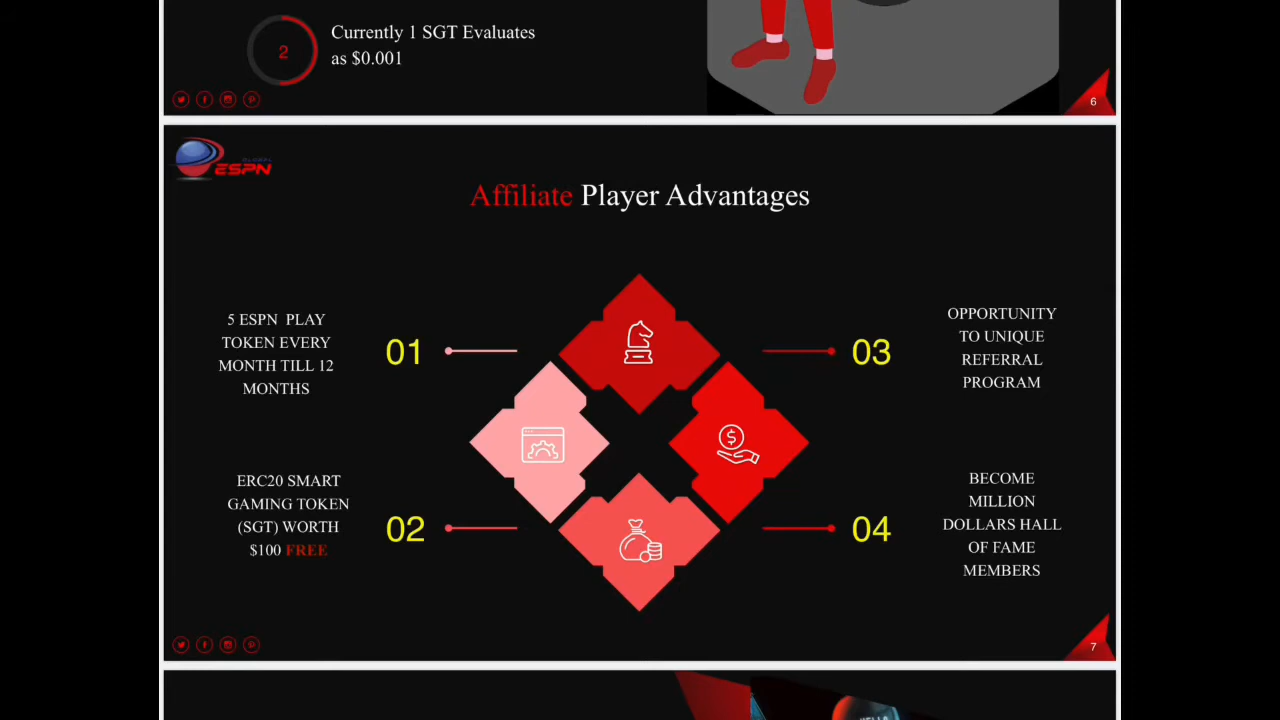 Currently 1 SGT Evaluates
as $0.001
2
6
ESPN
Affiliate Player Advantages
5 ESPN PLAY
TOKEN EVERY
MONTH TILL 12
MONTHS
01
ERC20 SMART
GAMING TOKEN
(SGT) WORTH
$100 FREE
02
03
OPPORTUNITY
TO UNIQUE
REFERRAL
PROGRAM
04
BECOME
MILLION
DOLLARS HALL
OF FAME
MEMBERS
7